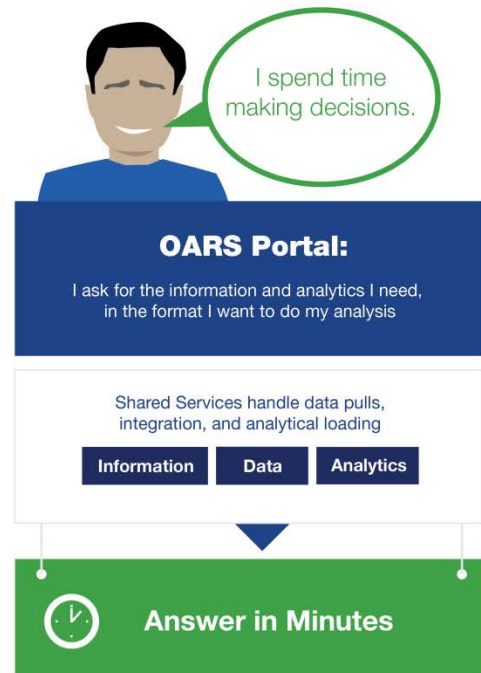 I spend time
making decisions.
OARS Portal:
I ask for the information and analytics I need,
in the format I want to do my analysis
Shared Services handle data pulls,
integration, and analytical loading
Information
Data
Analytics
Answer in Minutes